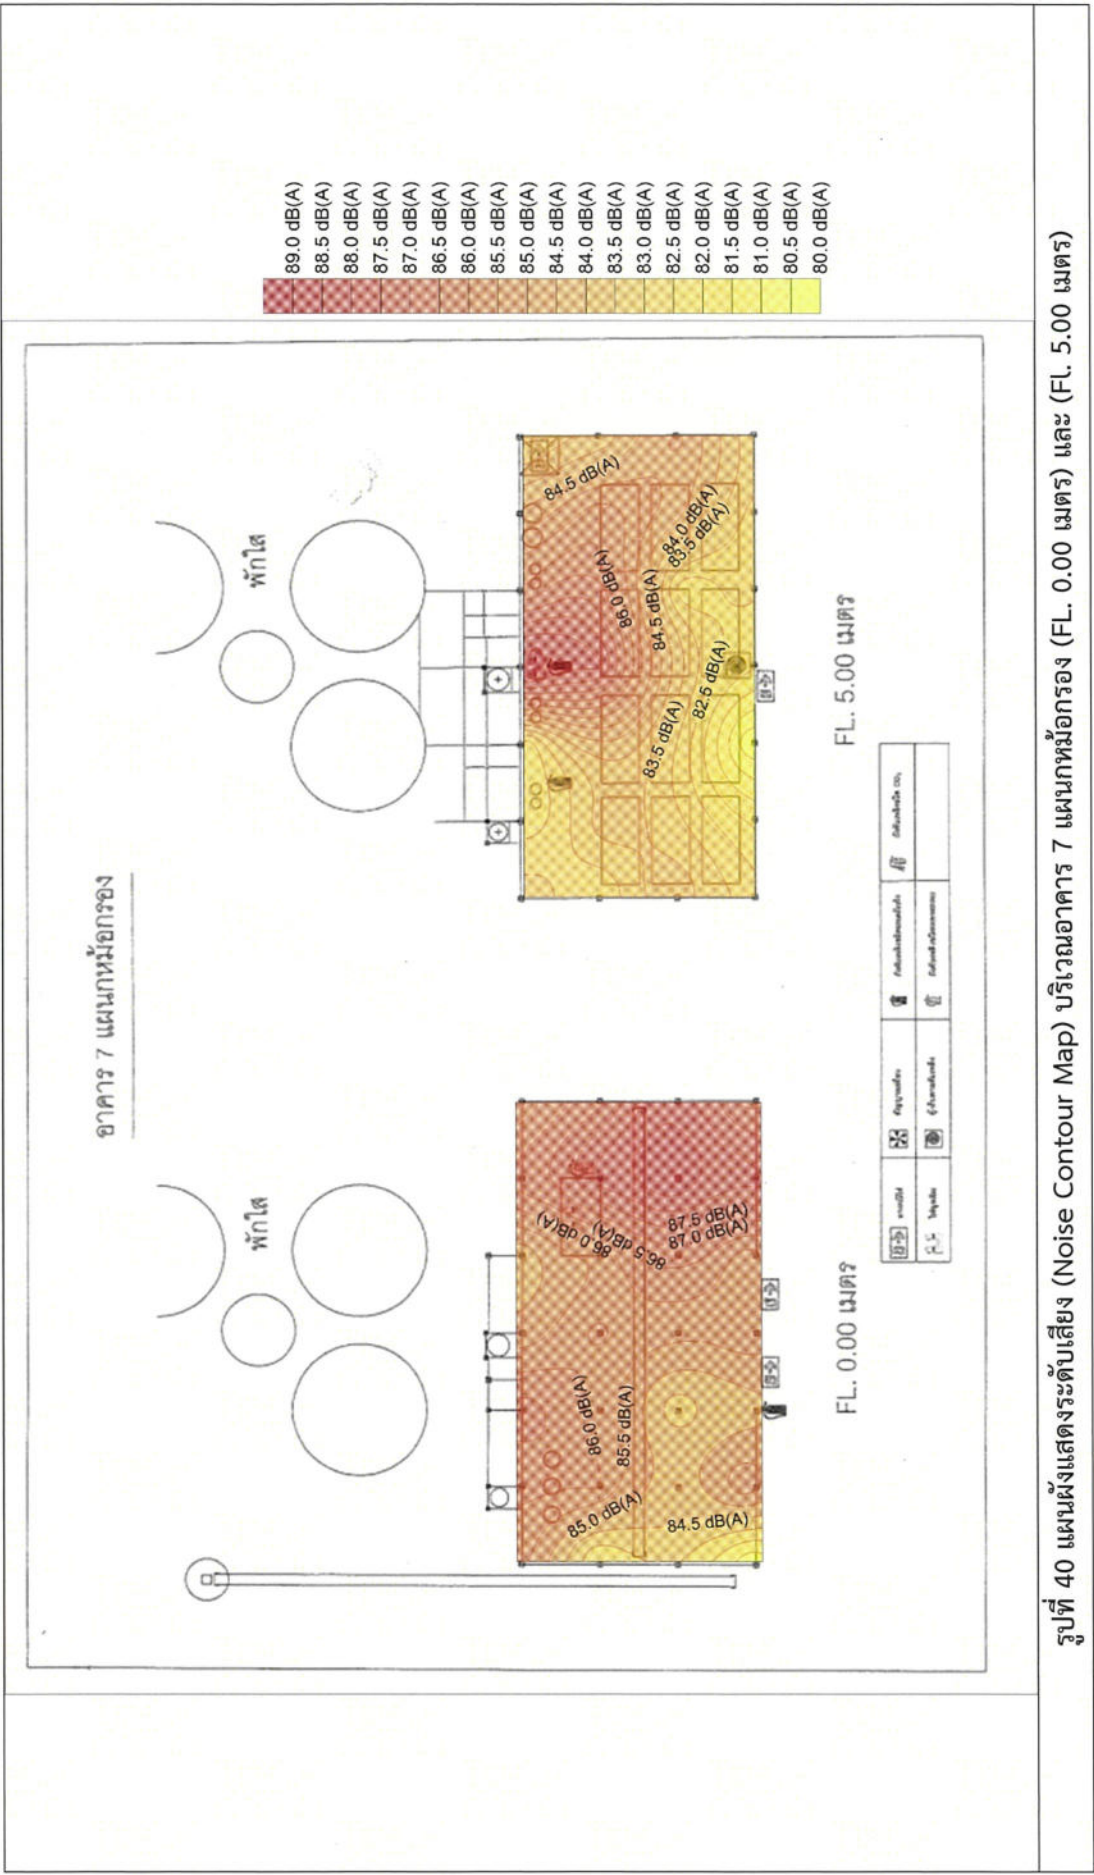 อาคาร 7 แผนกหม้อกรอง
พักใส
พักใส
86.0 dB(A)
86.5 dB(A)
87.5 dB(A)
87.0 dB(A)
86.0 dB(A)
85.5 dB(A)
85.0 dB(A)
84.5 dB(A)
FL. 0.00 เมตร
84.5 dB(A)
84.0 dB(A)
83.5 dB(A)
86.0 dB(A)
84.5 dB(A)
82.5 dB(A)
83.5 dB(A)
FL. 5.00 เมตร
89.0 dB(A)
88.5 dB(A)
88.0 dB(A)
87.5 dB(A)
87.0 dB(A)
86.5 dB(A)
86.0 dB(A)
85.5 dB(A)
85.0 dB(A)
84.5 dB(A)
84.0 dB(A)
83.5 dB(A)
83.0 dB(A)
82.5 dB(A)
82.0 dB(A)
81.5 dB(A)
81.0 dB(A)
80.5 dB(A)
80.0 dB(A)
รูปที่ 40 แผนผังแสดงระดับเสียง (Noise Contour Map) บริเวณอาคาร 7 แผนกหม้อกรอง (FL. 0.00 เมตร) และ (FL. 5.00 เมตร)